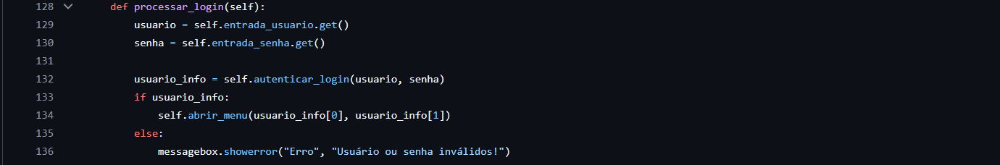 128 def processar_login(self):
129 usuario = self.entrada_usuario.get()
130 senha = self.entrada_senha.get()
131
132 usuario_info = self.autenticar_login(usuario, senha)
133 if usuario_info:
134 self.abrir_menu(usuario_info[0], usuario_info[1])
135 else:
136 messagebox.showerror("Erro", "Usuário ou senha inválidos!")